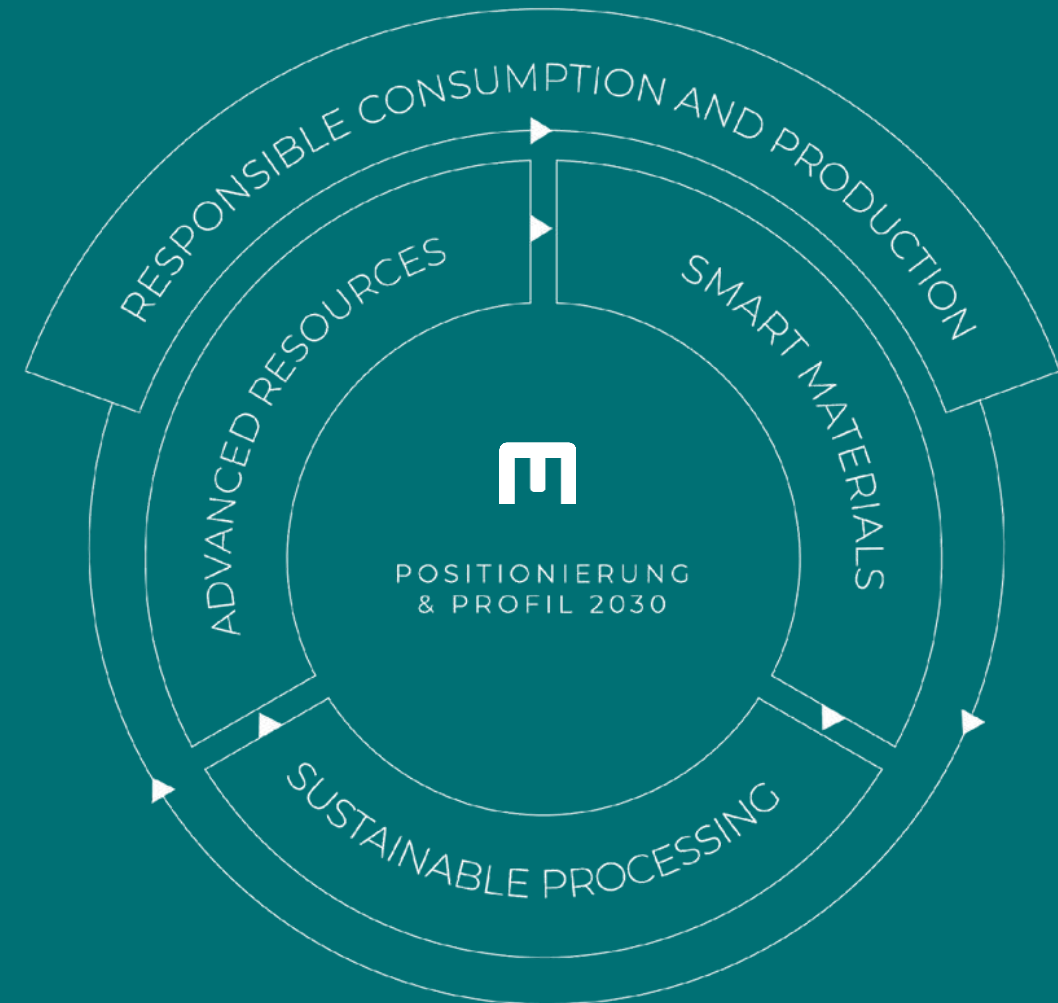 RESPONSIBLE CONSUMPTION AND PRODUCTION
ADVANCED RESOURCES
SMART MATERIALS
POSITIONIERUNG
& PROFIL 2030
SUSTAINABLE PROCESSING